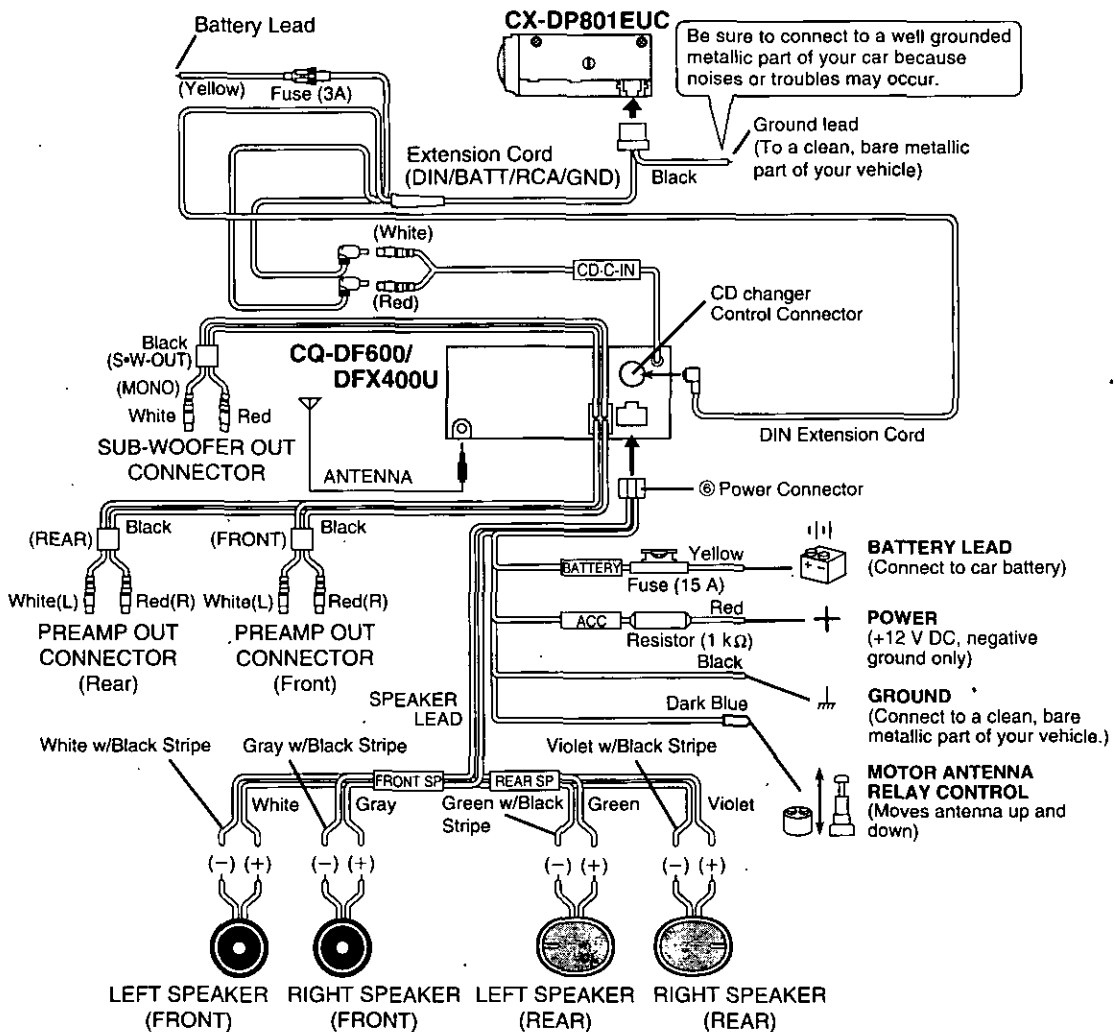 CX-DP801EUC
Battery Lead
(Yellow)
Fuse (3A)
Be sure to connect to a well grounded
metallic part of your car because
noises or troubles may occur.
Ground lead
(To a clean, bare metallic
part of your vehicle)
Extension Cord
(DIN/BATT/RCA/GND)
Black
(White)
(Red)
CD·C-IN
CD changer
Control Connector
Black
(S•W-OUT)
(MONO)
White
Red
SUB-WOOFER OUT
CONNECTOR
CQ-DF600/
DFX400U
ANTENNA
DIN Extension Cord
⑥ Power Connector
(REAR)
Black
(FRONT)
Black
White(L)
Red(R)
White(L)
Red(R)
PREAMP OUT
CONNECTOR
(Rear)
PREAMP OUT
CONNECTOR
(Front)
BATTERY
Yellow
Fuse (15 A)
BATTERY LEAD
(Connect to car battery)
ACC
Red
Resistor (1 kΩ)
POWER
(+12 V DC, negative
ground only)
Black
GROUND
(Connect to a clean, bare
metallic part of your vehicle.)
Dark Blue
MOTOR ANTENNA
RELAY CONTROL
(Moves antenna up and
down)
SPEAKER
LEAD
White w/Black Stripe
Gray w/Black Stripe
Violet w/Black Stripe
FRONT SP
REAR SP
White
Gray
Green w/Black
Stripe
Green
Violet
(−) (+)
(−) (+)
(−) (+)
(−) (+)
LEFT SPEAKER
(FRONT)
RIGHT SPEAKER
(FRONT)
LEFT SPEAKER
(REAR)
RIGHT SPEAKER
(REAR)